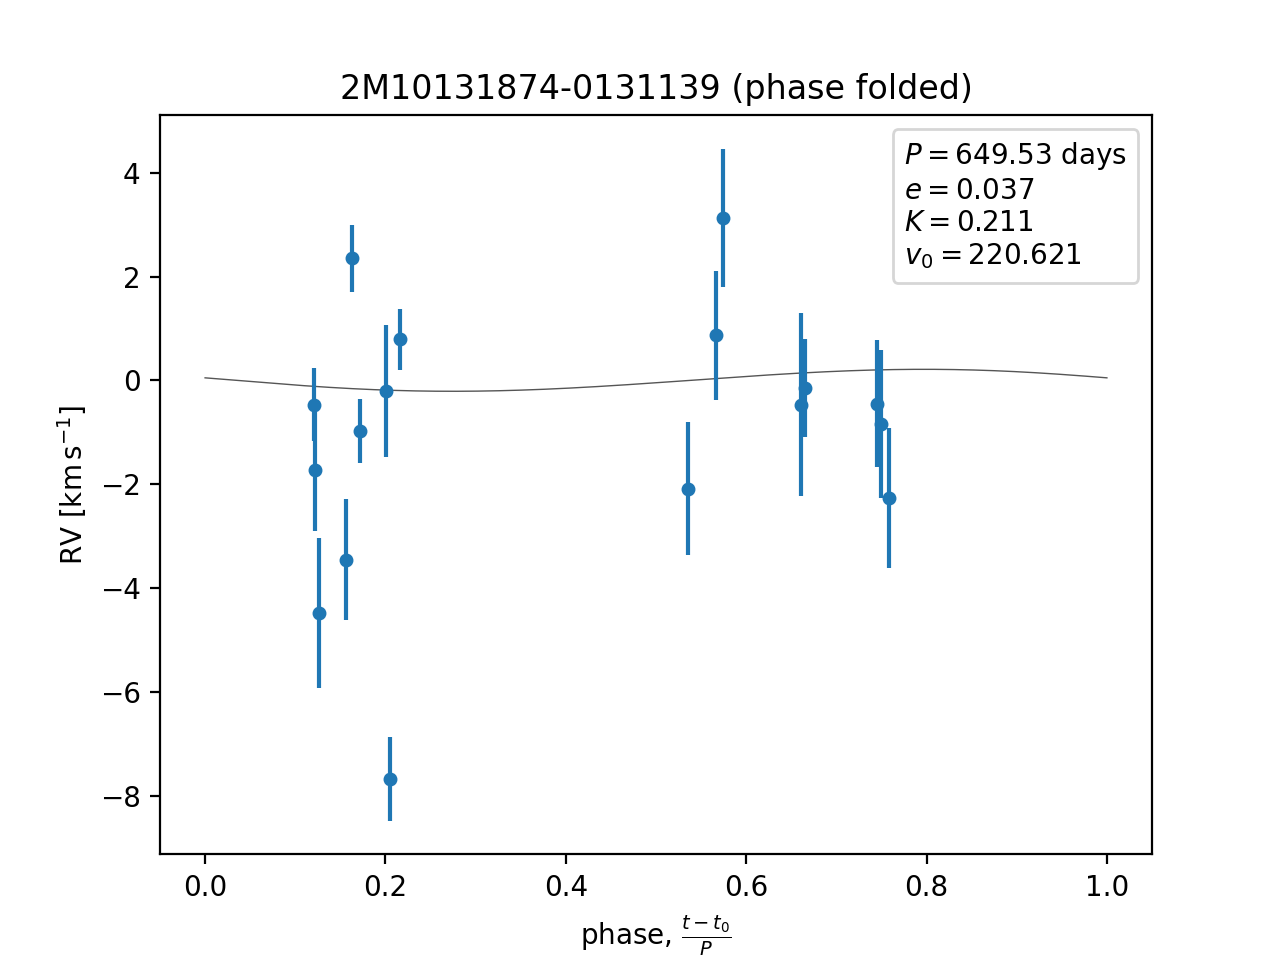 2M10131874-0131139 (phase folded)
P = 649.53 days
e = 0.037
K = 0.211
v₀ = 220.621
4
2
0
−2
−4
−6
−8
RV [km s⁻¹]
0.0 0.2 0.4 0.6 0.8 1.0
phase, (t − t₀)/P